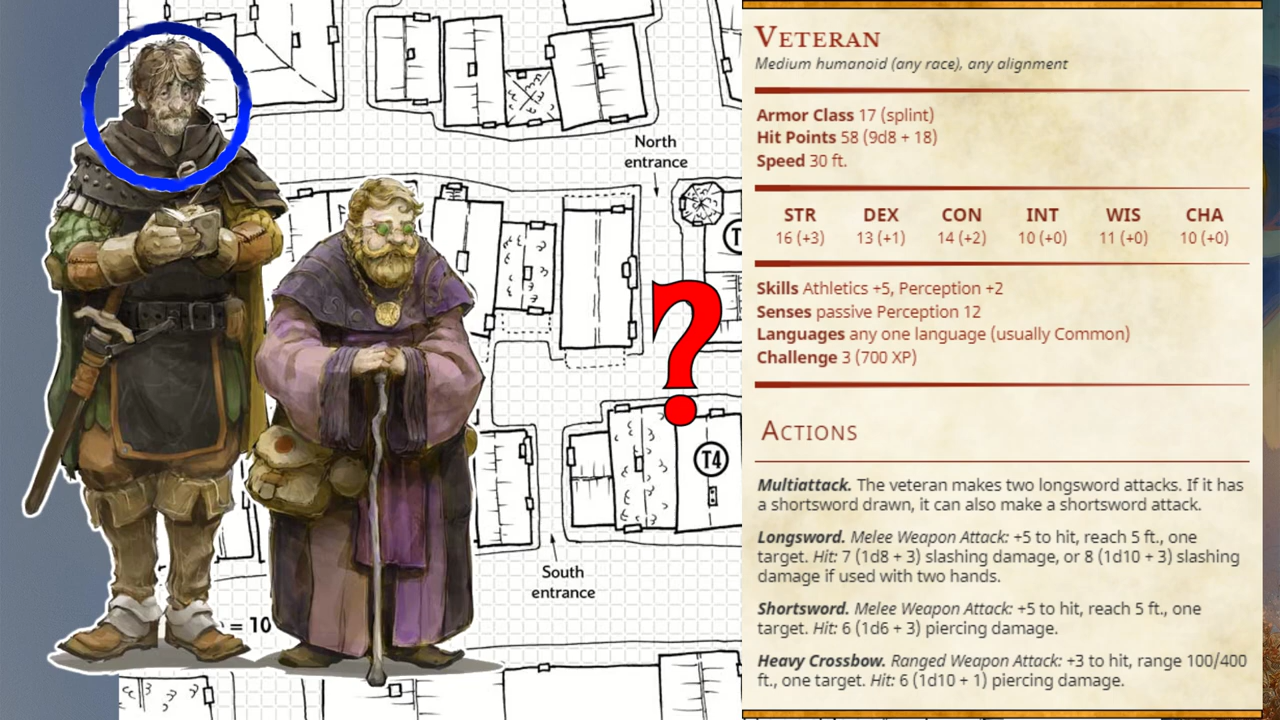 North
entrance
T4
South
entrance
= 10
VETERAN
Medium humanoid (any race), any alignment
Armor Class 17 (splint)
Hit Points 58 (9d8 + 18)
Speed 30 ft.
STR DEX CON INT WIS CHA
16 (+3) 13 (+1) 14 (+2) 10 (+0) 11 (+0) 10 (+0)
Skills Athletics +5, Perception +2
Senses passive Perception 12
Languages any one language (usually Common)
Challenge 3 (700 XP)
ACTIONS
Multiattack. The veteran makes two longsword attacks. If it has
a shortsword drawn, it can also make a shortsword attack.
Longsword. Melee Weapon Attack: +5 to hit, reach 5 ft., one
target. Hit: 7 (1d8 + 3) slashing damage, or 8 (1d10 + 3) slashing
damage if used with two hands.
Shortsword. Melee Weapon Attack: +5 to hit, reach 5 ft., one
target. Hit: 6 (1d6 + 3) piercing damage.
Heavy Crossbow. Ranged Weapon Attack: +3 to hit, range 100/400
ft., one target. Hit: 6 (1d10 + 1) piercing damage.
?